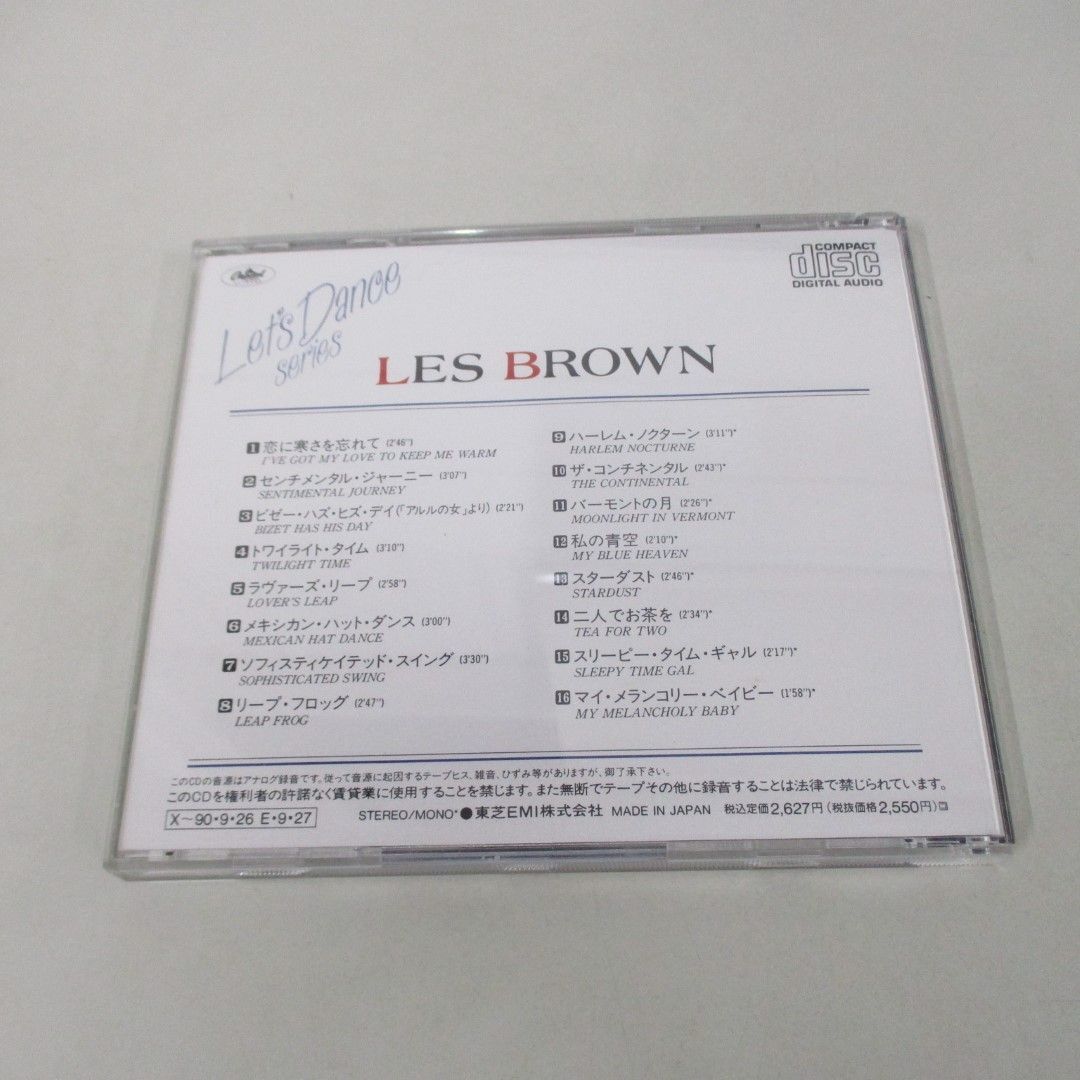 Capitol
COMPACT
disc
DIGITAL AUDIO
Let's Dance
series
LES BROWN
1 恋に寒さを忘れて (2'46")
I'VE GOT MY LOVE TO KEEP ME WARM
2 センチメンタル・ジャーニー (3'07")
SENTIMENTAL JOURNEY
3 ビゼー・ハズ・ヒズ・デイ(「アルルの女」より) (2'21")
BIZET HAS HIS DAY
4 トワイライト・タイム (3'10")
TWILIGHT TIME
5 ラヴァーズ・リープ (2'58")
LOVER'S LEAP
6 メキシカン・ハット・ダンス (3'00")
MEXICAN HAT DANCE
7 ソフィスティケイテッド・スイング (3'30")
SOPHISTICATED SWING
8 リープ・フロッグ (2'47")
LEAP FROG
9 ハーレム・ノクターン (3'11")*
HARLEM NOCTURNE
10 ザ・コンチネンタル (2'43")*
THE CONTINENTAL
11 バーモントの月 (2'26")*
MOONLIGHT IN VERMONT
12 私の青空 (2'10")*
MY BLUE HEAVEN
13 スターダスト (2'46")*
STARDUST
14 二人でお茶を (2'34")*
TEA FOR TWO
15 スリーピー・タイム・ギャル (2'17")*
SLEEPY TIME GAL
16 マイ・メランコリー・ベイビー (1'58")*
MY MELANCHOLY BABY
このCDの音源はアナログ録音です。従って音源に起因するテープヒス、雑音、ひずみ等がありますが、御了承下さい。
このCDを権利者の許諾なく賃貸業に使用することを禁じます。また無断でテープその他に録音することは法律で禁じられています。
X〜90・9・26 E・9・27 STEREO/MONO* ●東芝EMI株式会社 MADE IN JAPAN 税込定価2,627円(税抜価格2,550円)